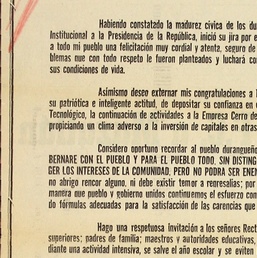 Habiendo constatado la madurez cívica de los du
Institucional a la Presidencia de la República, inició su jira por e
a todo mi pueblo una felicitación muy cordial y atenta, seguro de
blemas que con todo respeto le fueron planteados y luchará con
sus condiciones de vida.
Asimismo deseo externar mis congratulaciones a l
su patriótica e inteligente actitud, de depositar su confianza en
Tecnológico, la continuación de actividades a la Empresa Cerro de
propiciando un clima adverso a la inversión de capitales en otras
Considero oportuno recordar al pueblo durangueño
BERNARE CON EL PUEBLO Y PARA EL PUEBLO TODO, SIN DISTING
GER LOS INTERESES DE LA COMUNIDAD, PERO NO PODRA SER ENE
no abrigo rencor alguno, ni debe existir temor a represalias; por
manera que pueblo y gobierno unidos continuemos el esfuerzo con
do fórmulas adecuadas para la satisfacción de las carencias que
Hago una respetuosa invitación a los señores Rect
superiores; padres de familia; maestros y autoridades educativas,
diante una actividad intensiva, se salve el año escolar y se eviten